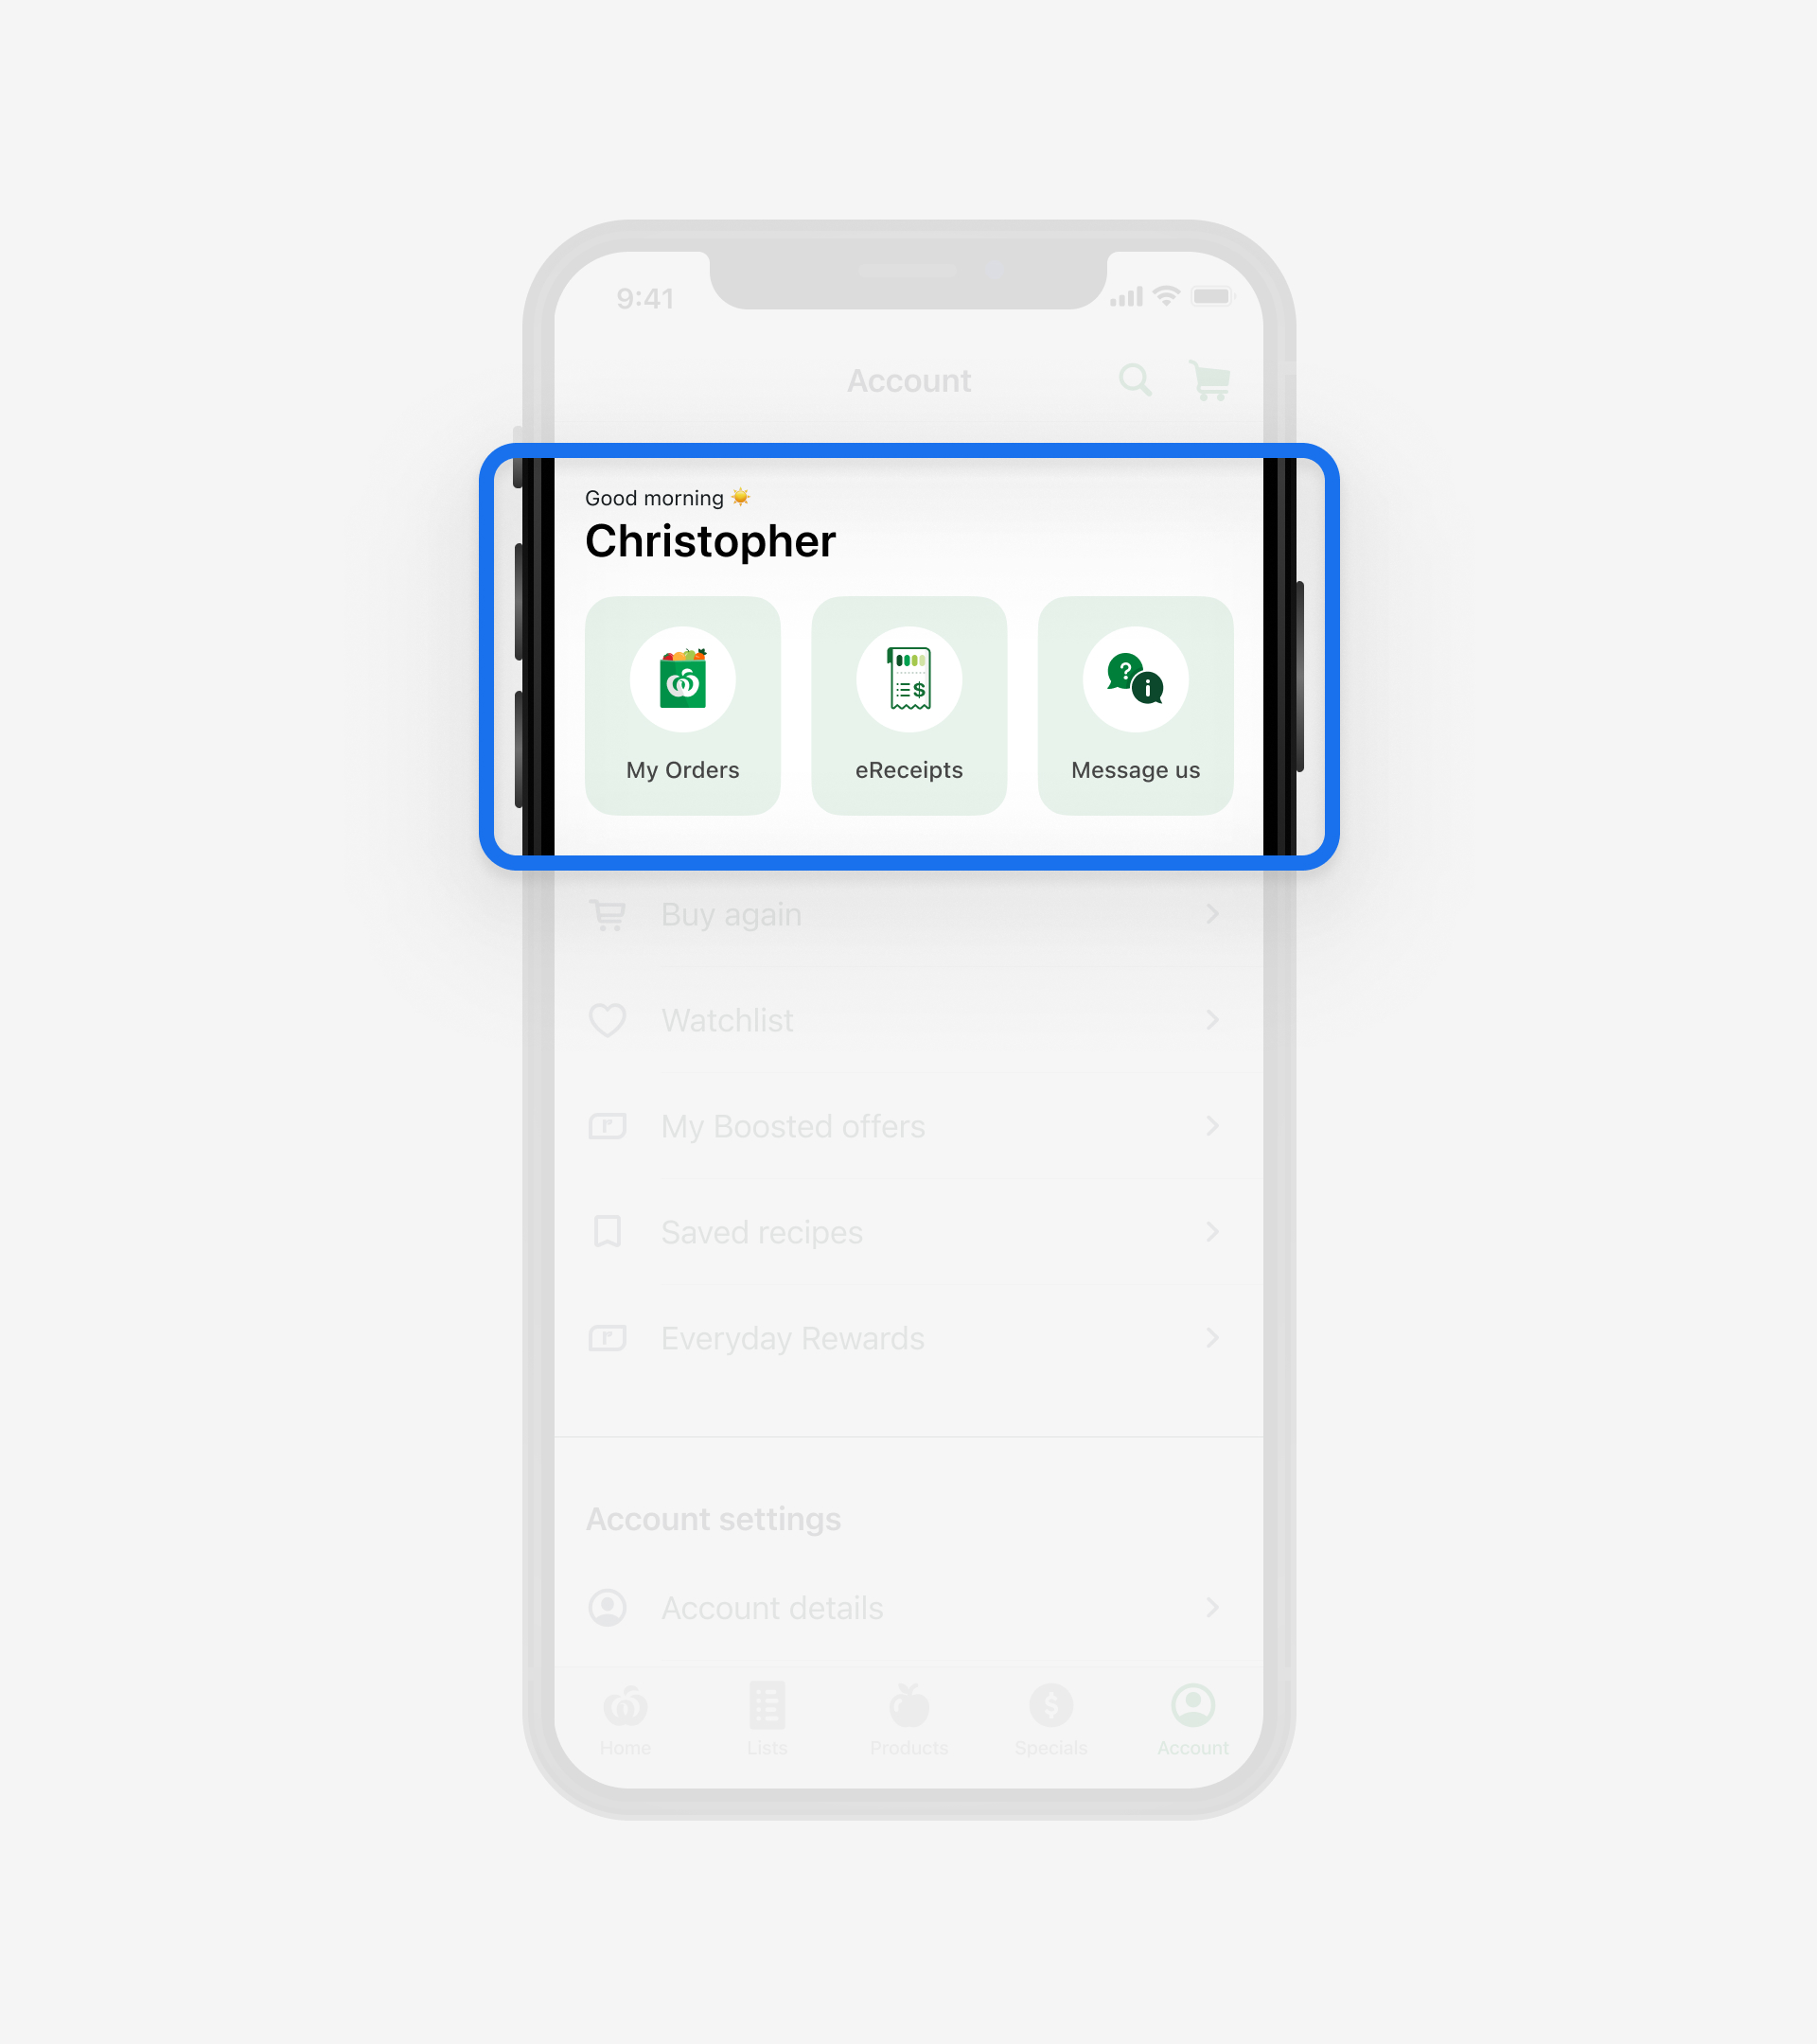 9:41
Account
Good morning ☀️
Christopher
$
? i
My Orders eReceipts Message us
Buy again
Watchlist
My Boosted offers
Saved recipes
Everyday Rewards
Account settings
Account details
$
Home Lists Products Specials Account